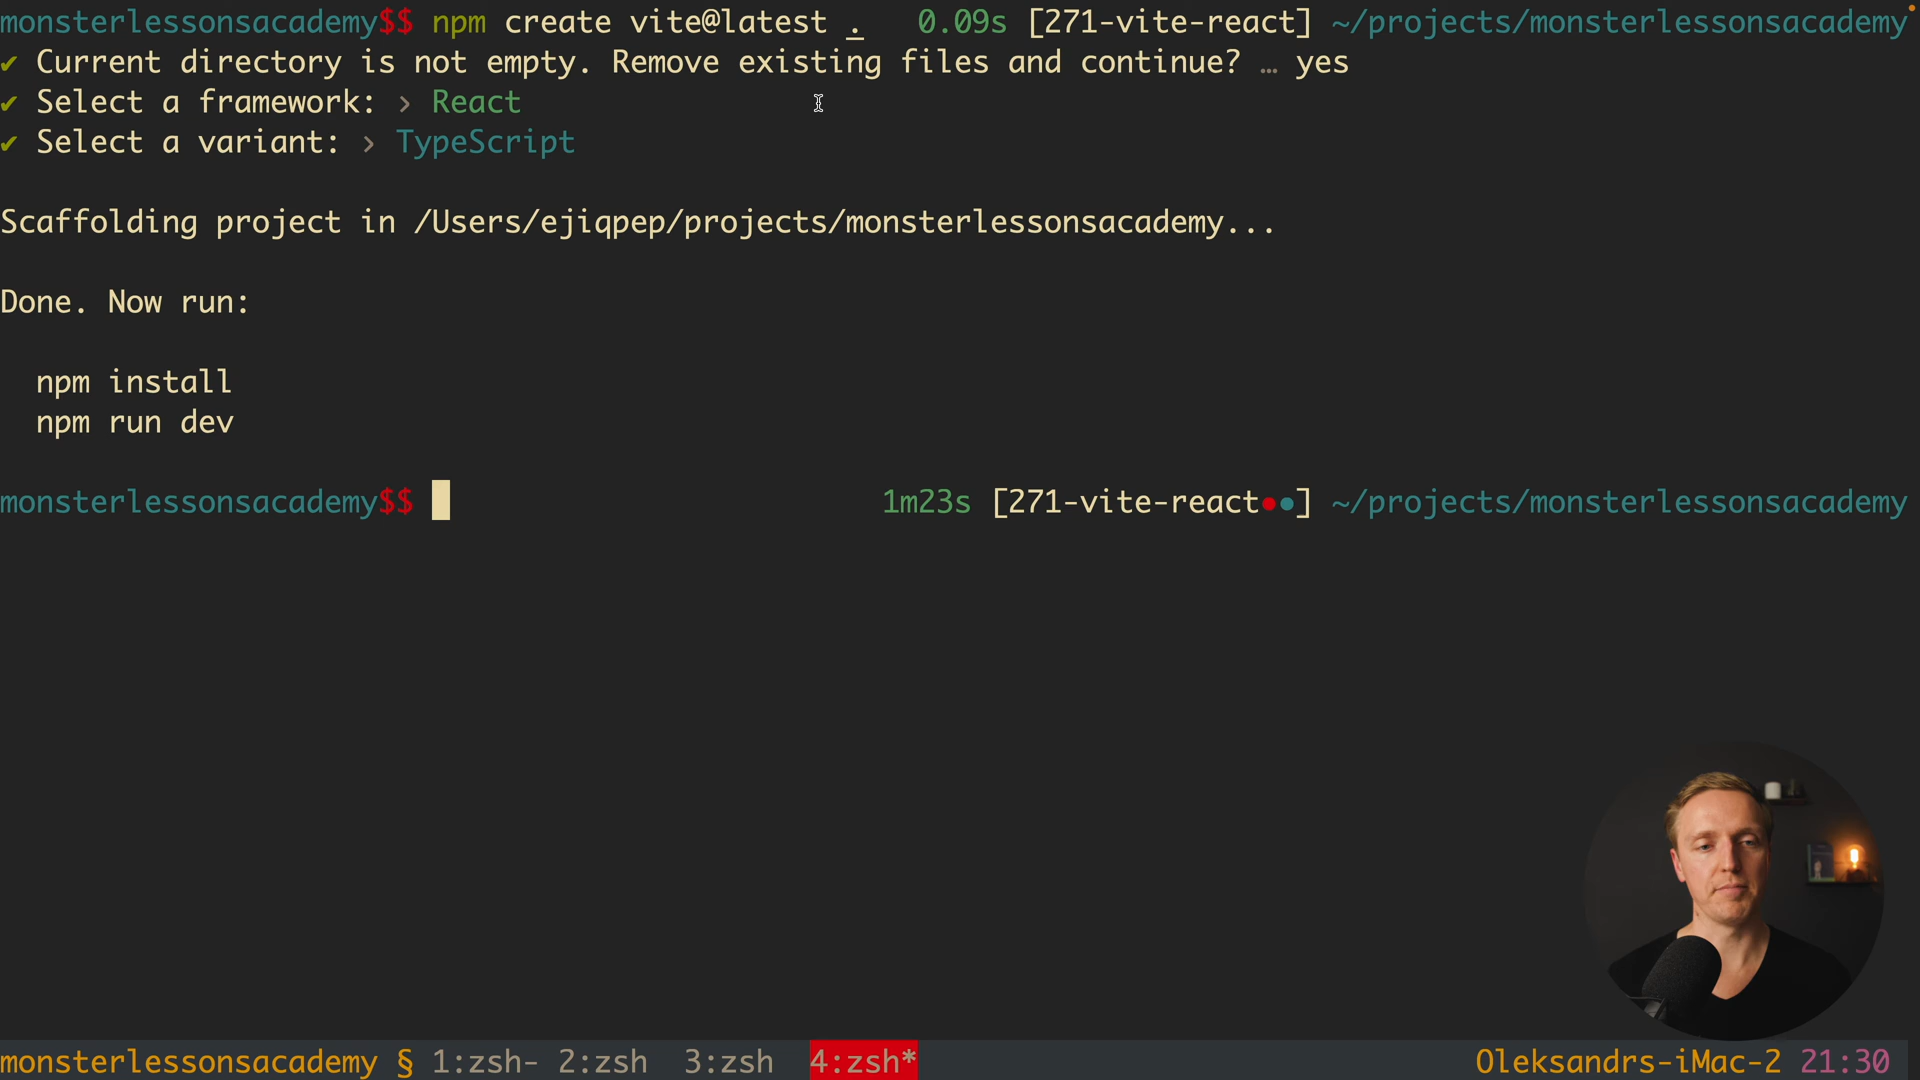 monsterlessonsacademy$$ npm create vite@latest . 0.09s [271-vite-react] ~/projects/monsterlessonsacademy
✔ Current directory is not empty. Remove existing files and continue? … yes
✔ Select a framework: › React
✔ Select a variant: › TypeScript
Scaffolding project in /Users/ejiqpep/projects/monsterlessonsacademy...
Done. Now run:
npm install
npm run dev
monsterlessonsacademy$$ 1m23s [271-vite-react●●] ~/projects/monsterlessonsacademy
monsterlessonsacademy § 1:zsh- 2:zsh 3:zsh 4:zsh* Oleksandrs-iMac-2 21:30